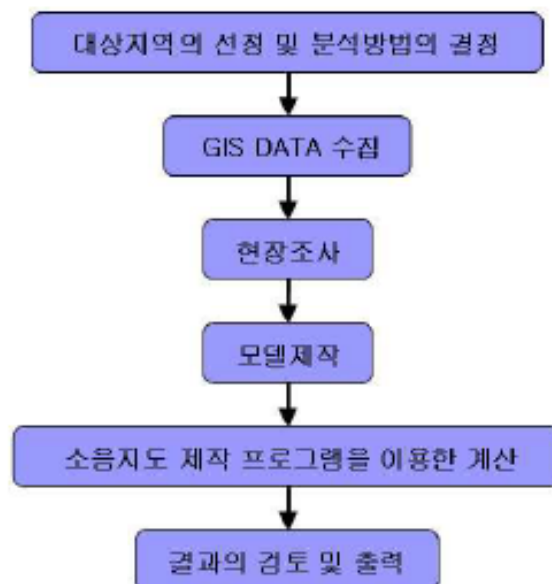 대상지역의 선정 및 분석방법의 결정
GIS DATA 수집
현장조사
모델제작
소음지도 제작 프로그램을 이용한 계산
결과의 검토 및 출력